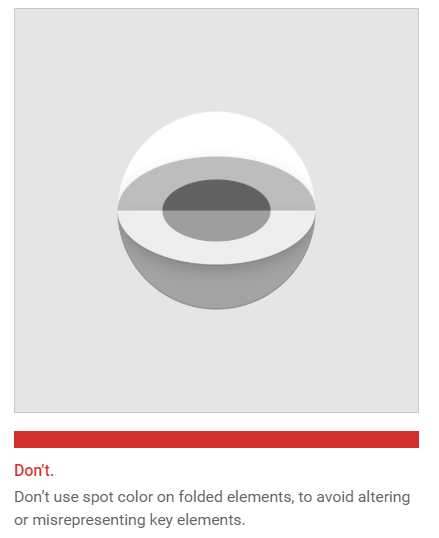 Don’t.
Don’t use spot color on folded elements, to avoid altering
or misrepresenting key elements.